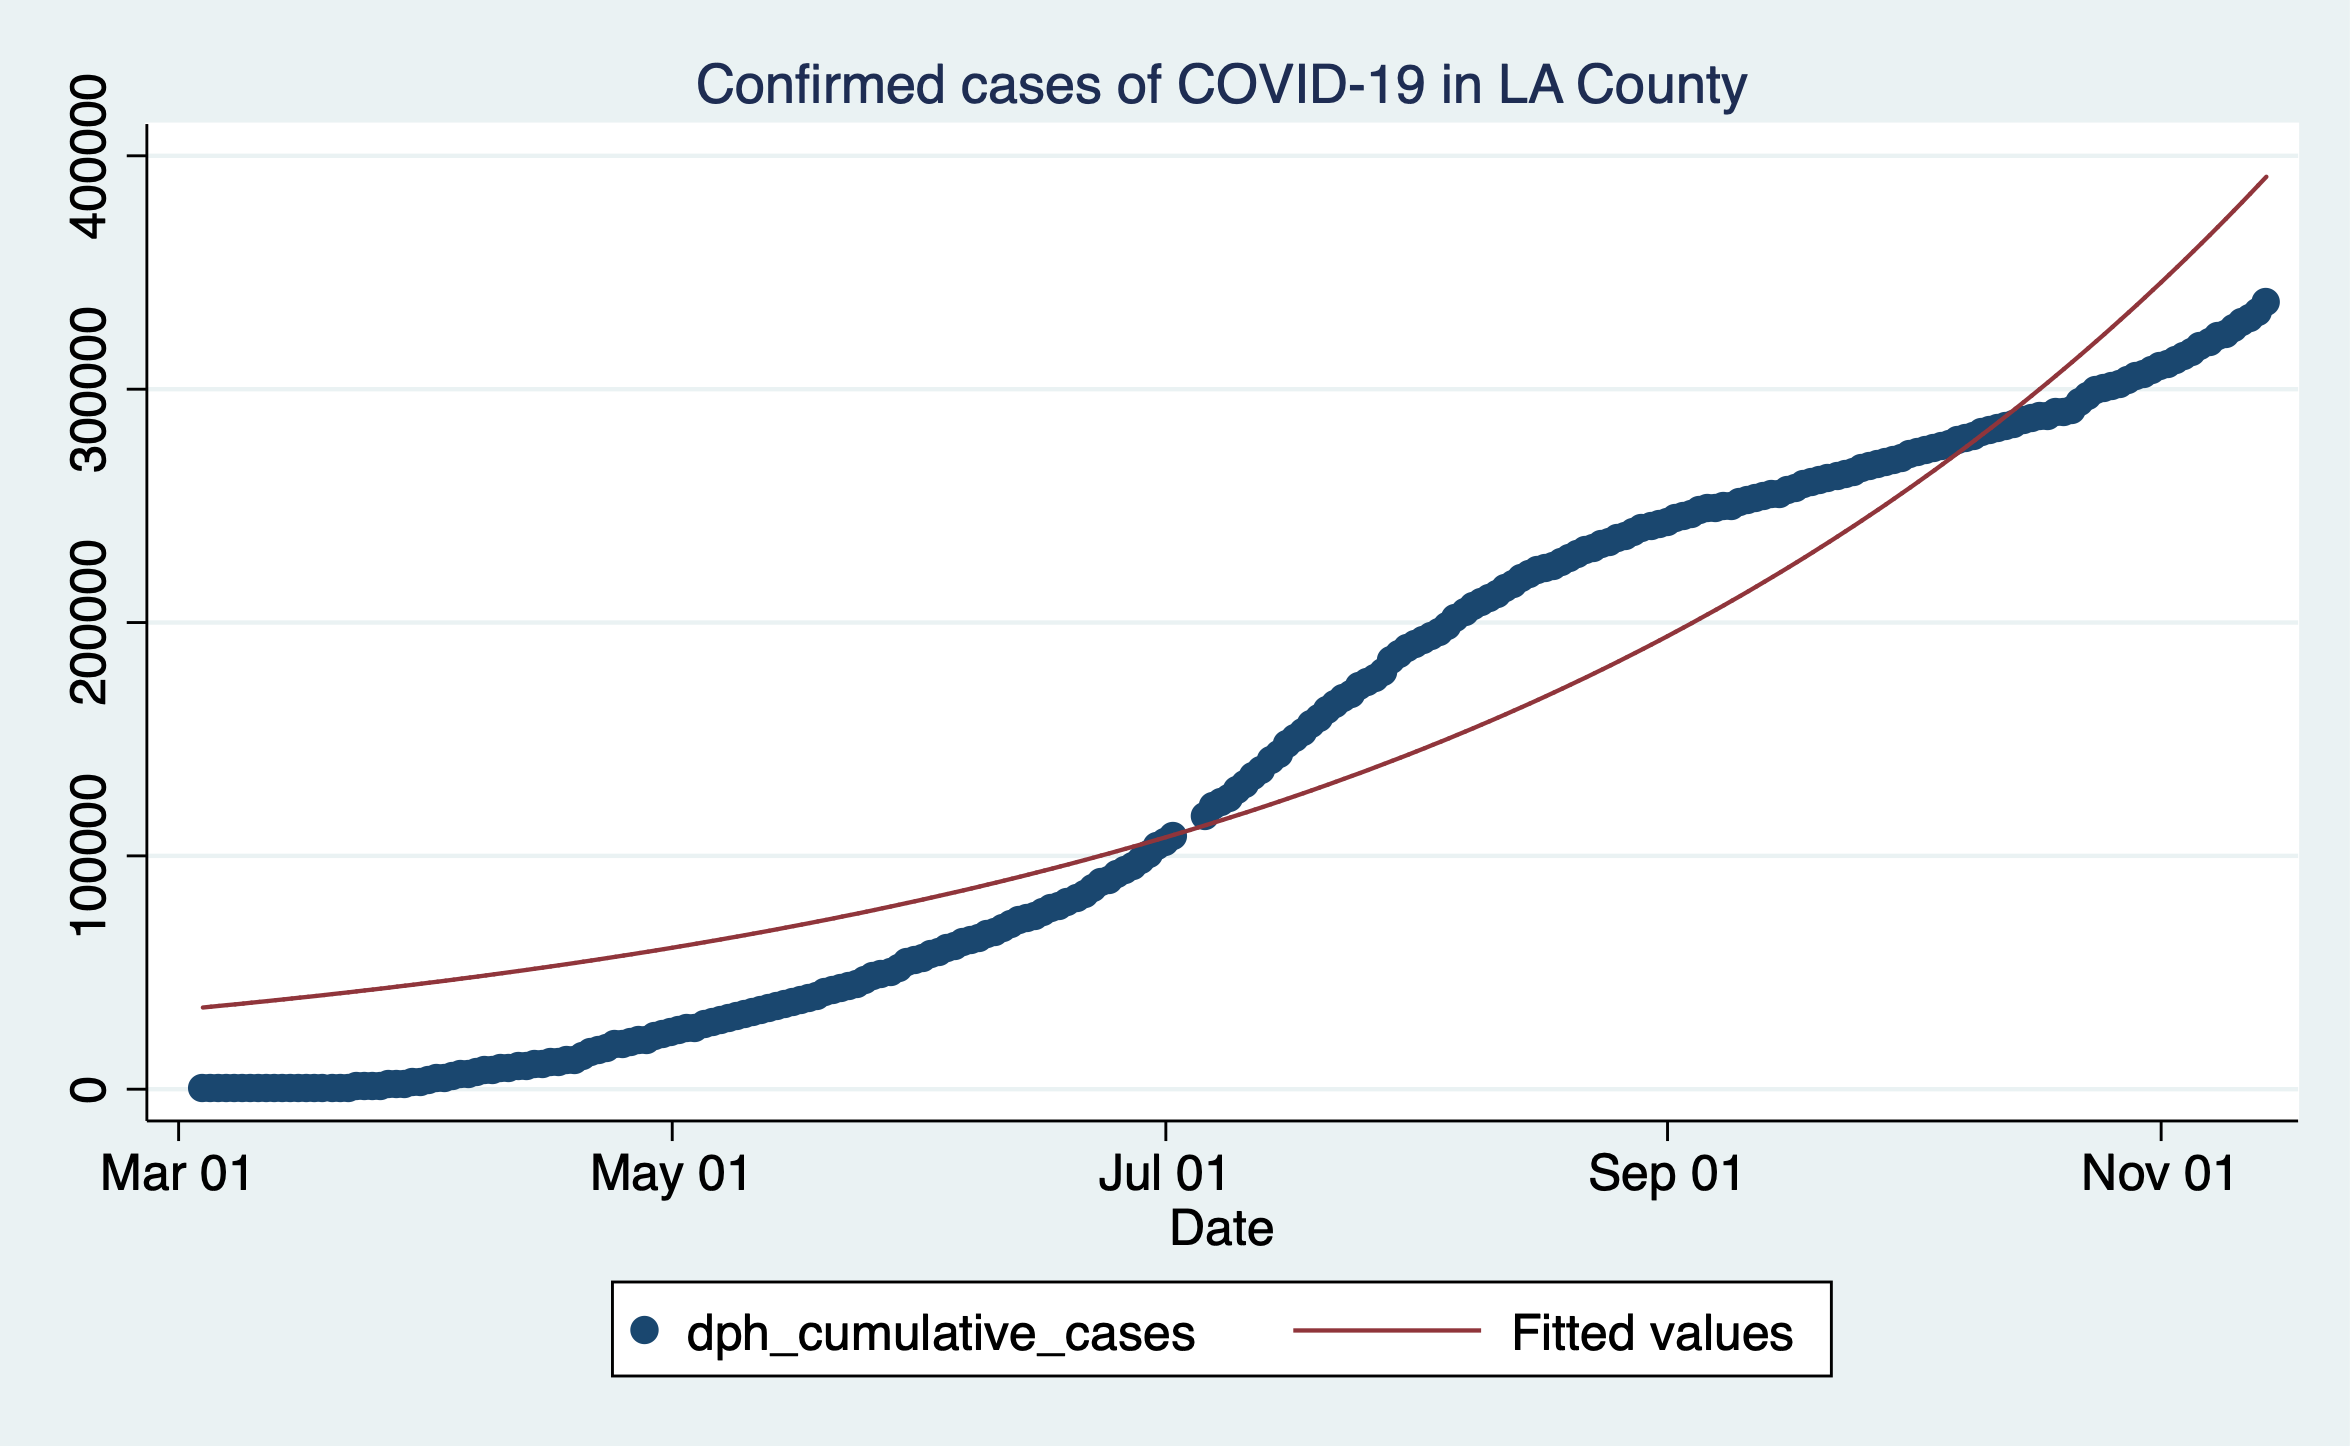 Confirmed cases of COVID-19 in LA County
400000
300000
200000
100000
0
Mar 01 May 01 Jul 01 Sep 01 Nov 01
Date
dph_cumulative_cases Fitted values